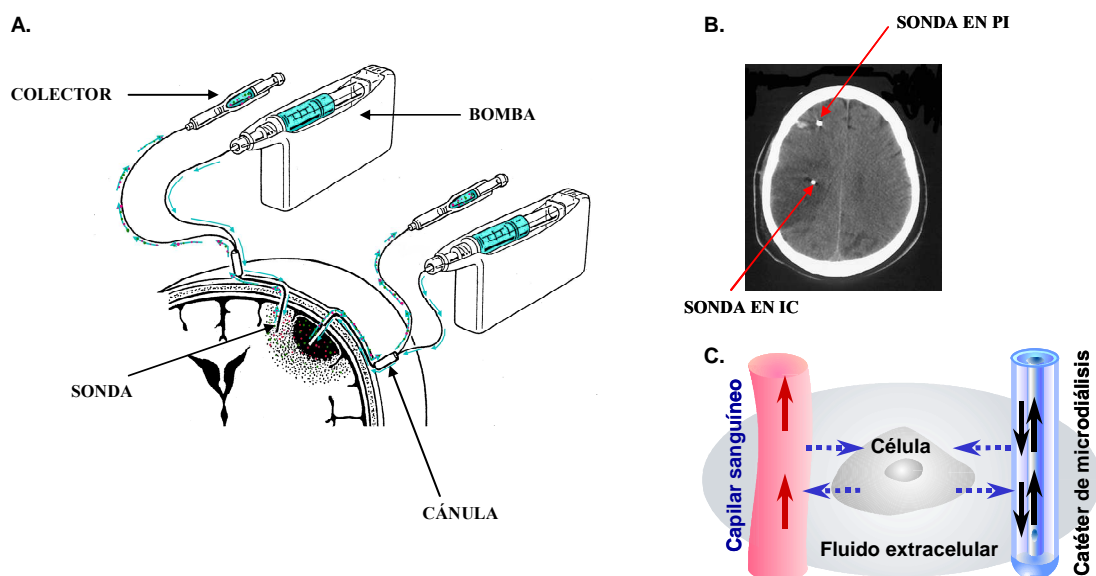 A.
COLECTOR
BOMBA
SONDA
CÁNULA
B.
SONDA EN PI
SONDA EN IC
C.
Capilar sanguíneo
Célula
Fluido extracelular
Catéter de microdiálisis